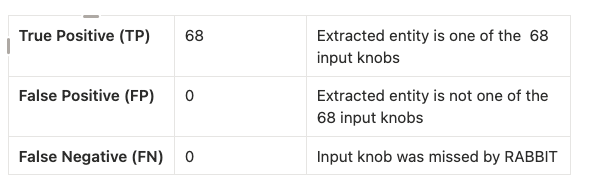 True Positive (TP) 68 Extracted entity is one of the 68
input knobs
False Positive (FP) 0 Extracted entity is not one of the
68 input knobs
False Negative (FN) 0 Input knob was missed by RABBIT